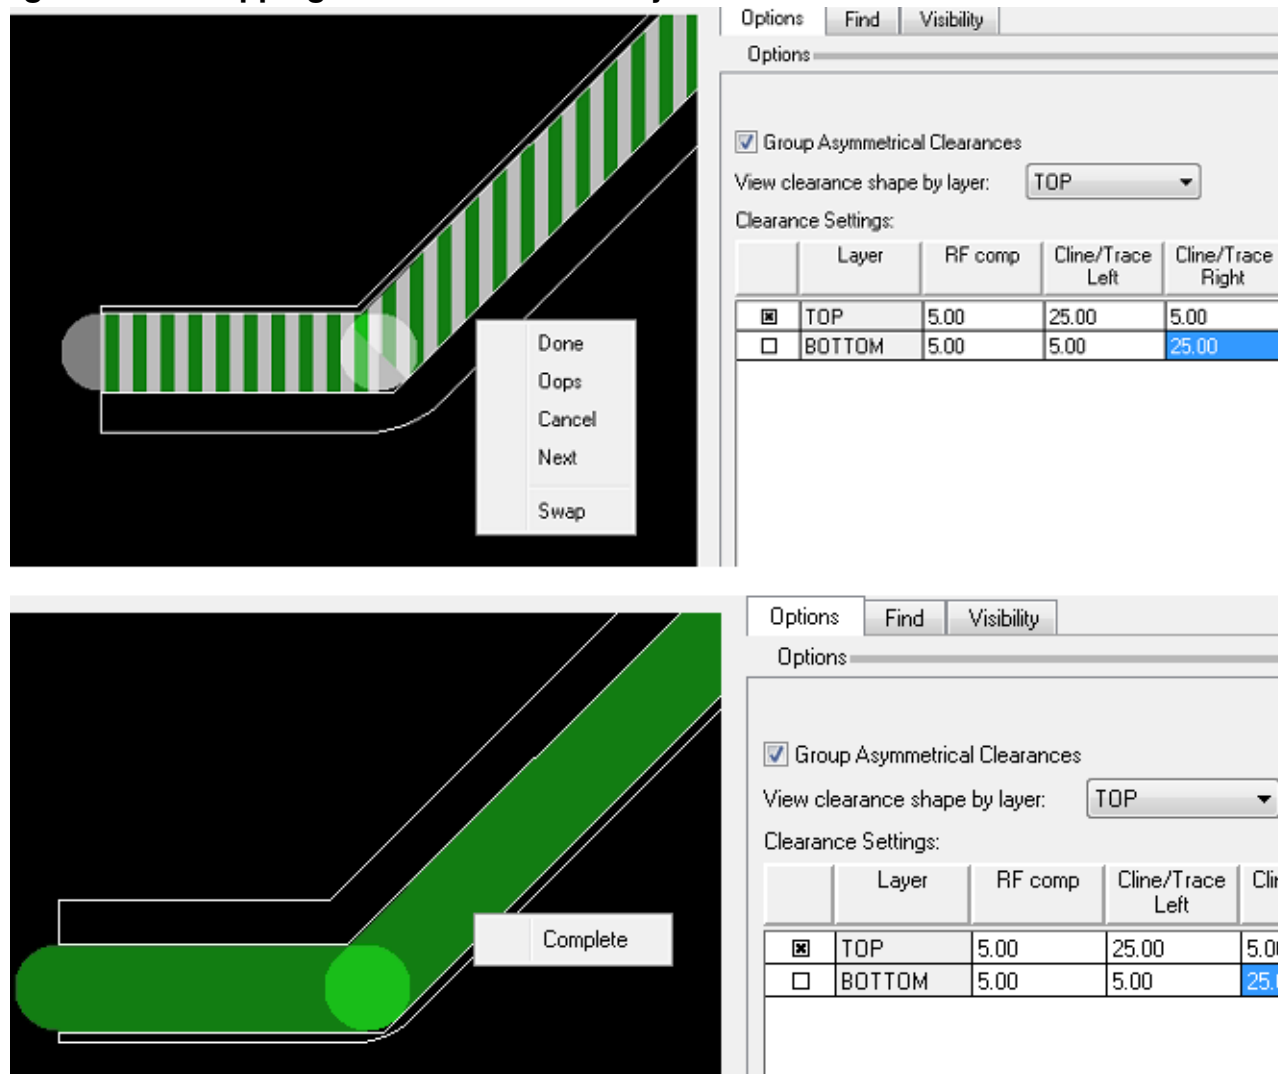 Options Find Visibility
Options
Group Asymmetrical Clearances
View clearance shape by layer: TOP
Clearance Settings:
Layer RF comp Cline/Trace Left Cline/Trace Right
TOP 5.00 25.00 5.00
BOTTOM 5.00 5.00 25.00
Done
Oops
Cancel
Next
Swap
Options Find Visibility
Options
Group Asymmetrical Clearances
View clearance shape by layer: TOP
Clearance Settings:
Layer RF comp Cline/Trace Left
TOP 5.00 25.00
BOTTOM 5.00 5.00
Complete